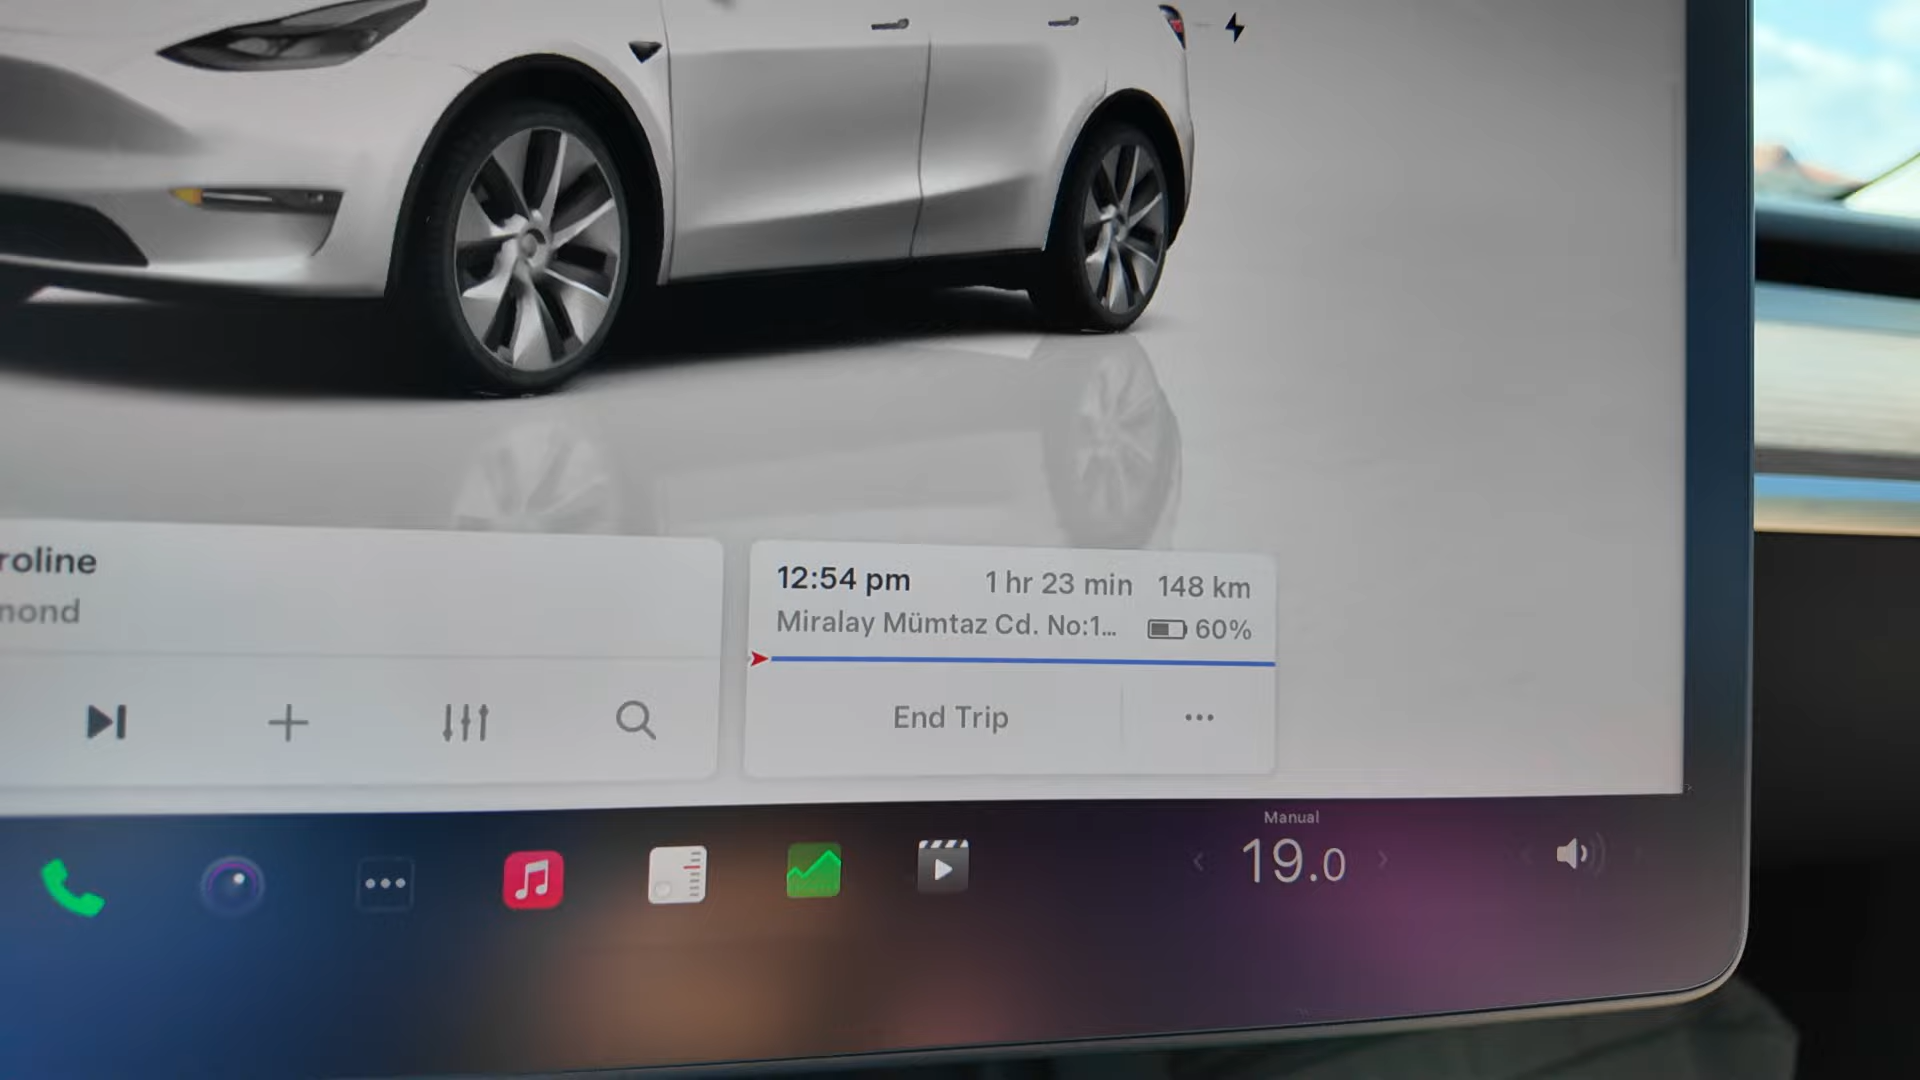 roline
mond
12:54 pm 1 hr 23 min 148 km
Miralay Mümtaz Cd. No:1... 60%
End Trip
Manual
19.0